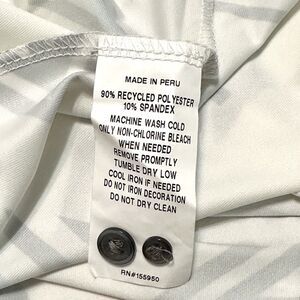 MADE IN PERU
90% RECYCLED POLYESTER
10% SPANDEX
MACHINE WASH COLD
ONLY NON-CHLORINE BLEACH
WHEN NEEDED
REMOVE PROMPTLY
TUMBLE DRY LOW
COOL IRON IF NEEDED
DO NOT IRON DECORATION
DO NOT DRY CLEAN
RN#155950